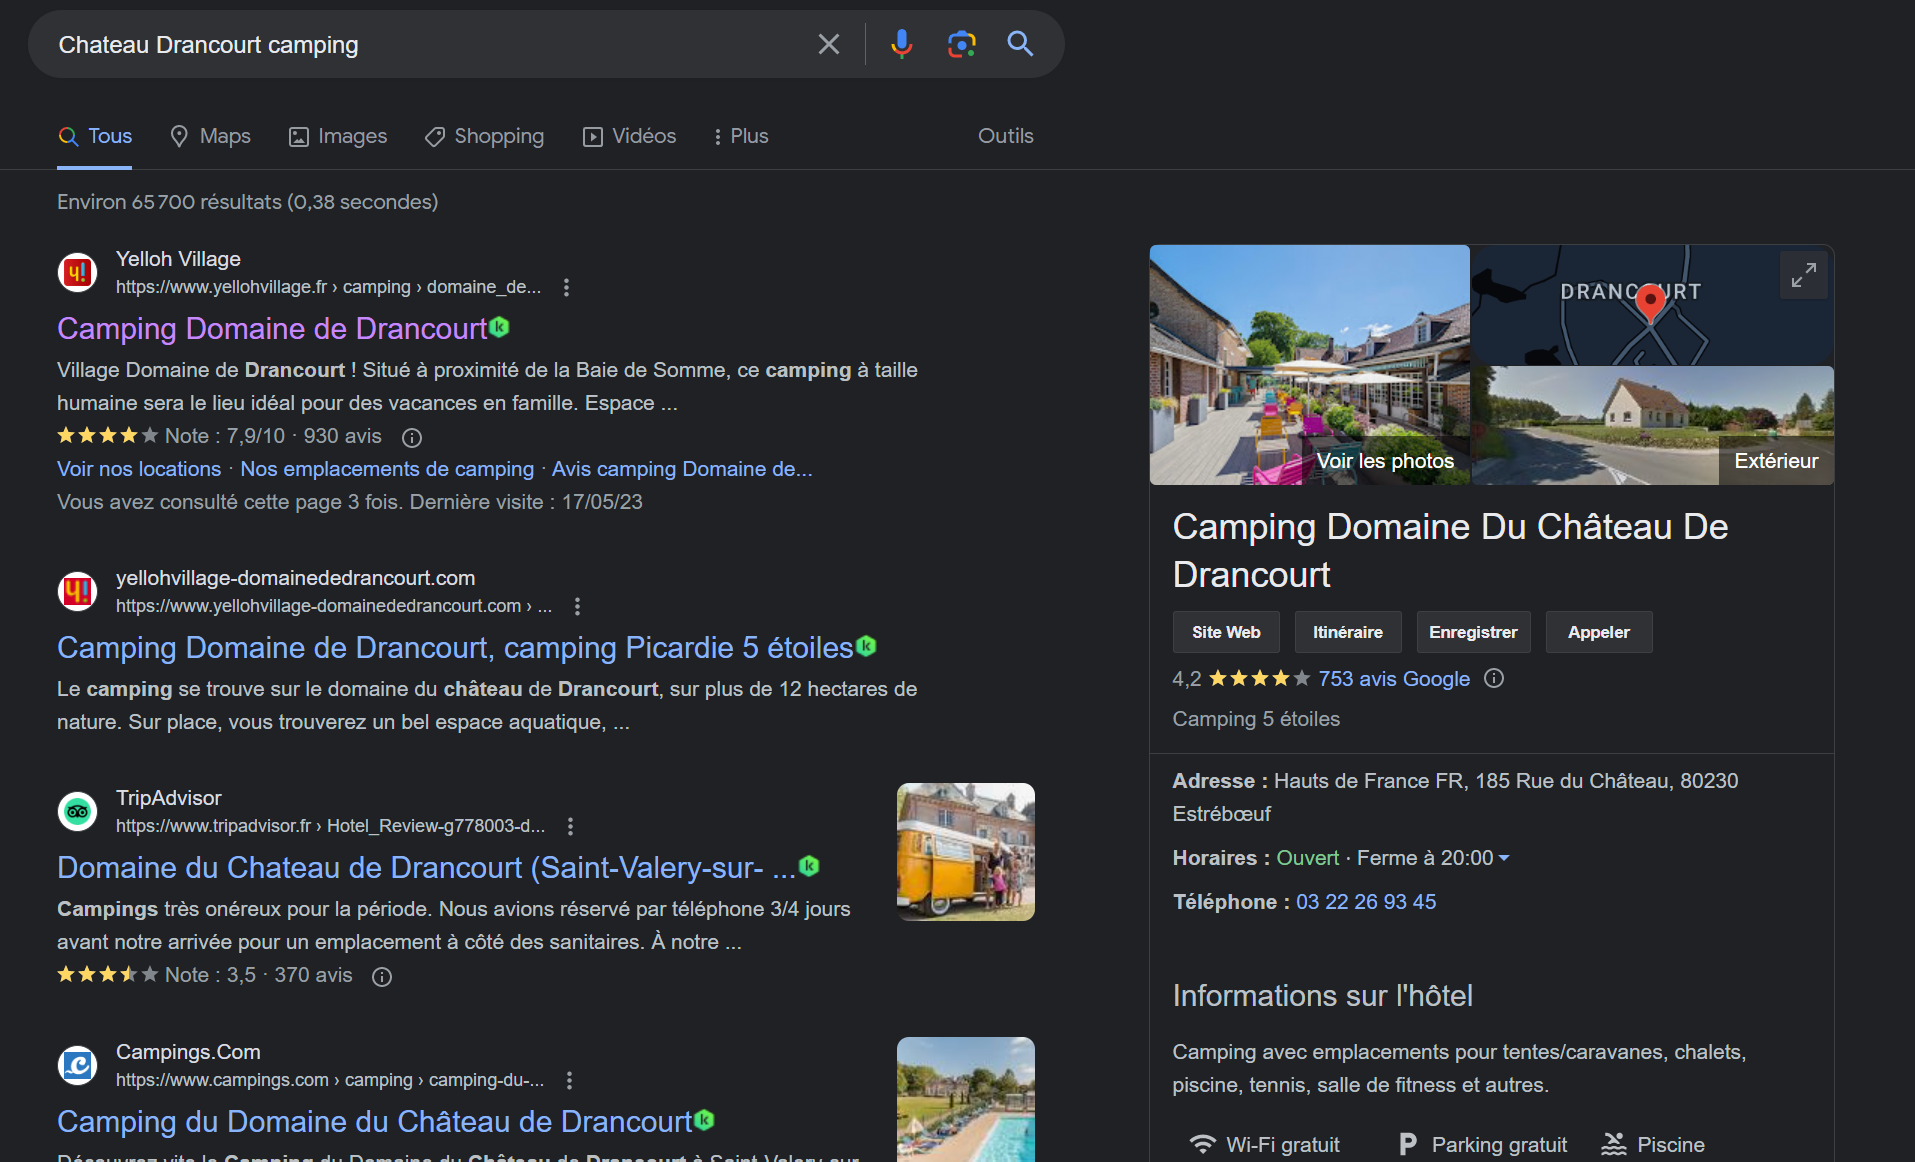 Chateau Drancourt camping
Tous
Maps
Images
Shopping
Vidéos
Plus
Outils
Environ 65 700 résultats (0,38 secondes)
Yelloh Village
https://www.yellohvillage.fr › camping › domaine_de...
Camping Domaine de Drancourt
Village Domaine de Drancourt ! Situé à proximité de la Baie de Somme, ce camping à taille
humaine sera le lieu idéal pour des vacances en famille. Espace ...
Note : 7,9/10 · 930 avis
Voir nos locations · Nos emplacements de camping · Avis camping Domaine de...
Vous avez consulté cette page 3 fois. Dernière visite : 17/05/23
yellohvillage-domainededrancourt.com
https://www.yellohvillage-domainededrancourt.com › ...
Camping Domaine de Drancourt, camping Picardie 5 étoiles
Le camping se trouve sur le domaine du château de Drancourt, sur plus de 12 hectares de
nature. Sur place, vous trouverez un bel espace aquatique, ...
TripAdvisor
https://www.tripadvisor.fr › Hotel_Review-g778003-d...
Domaine du Chateau de Drancourt (Saint-Valery-sur- ...
Campings très onéreux pour la période. Nous avions réservé par téléphone 3/4 jours
avant notre arrivée pour un emplacement à côté des sanitaires. À notre ...
Note : 3,5 · 370 avis
Campings.Com
https://www.campings.com › camping › camping-du-...
Camping du Domaine du Château de Drancourt
Découvrez vite le Camping du Domaine du Château de Drancourt à Saint-Valery-sur-
DRANCOURT
Voir les photos
Extérieur
Camping Domaine Du Château De
Drancourt
Site Web
Itinéraire
Enregistrer
Appeler
4,2
753 avis Google
Camping 5 étoiles
Adresse : Hauts de France FR, 185 Rue du Château, 80230
Estrébœuf
Horaires : Ouvert · Ferme à 20:00
Téléphone : 03 22 26 93 45
Informations sur l'hôtel
Camping avec emplacements pour tentes/caravanes, chalets,
piscine, tennis, salle de fitness et autres.
Wi-Fi gratuit
Parking gratuit
Piscine